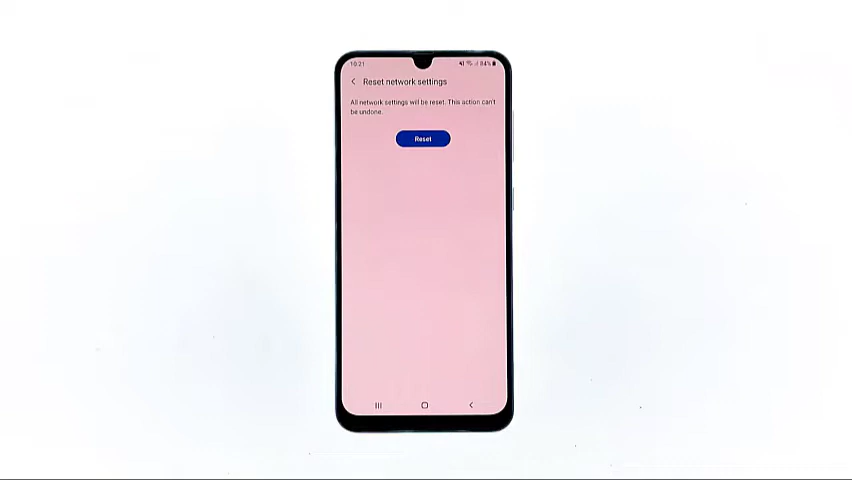 10:21
84%
Reset network settings
All network settings will be reset. This action can't
be undone.
Reset